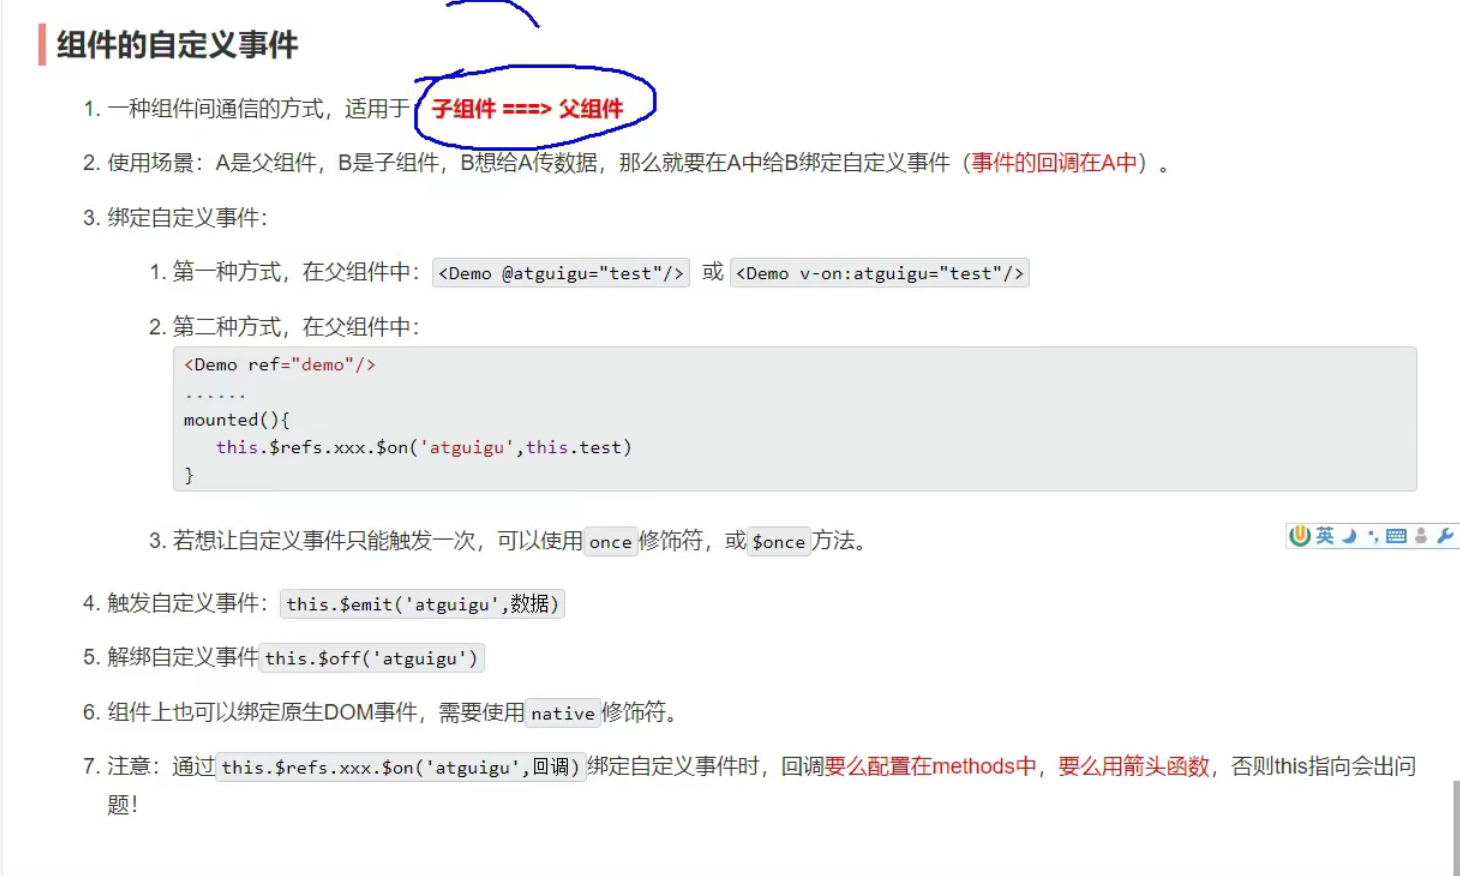 组件的自定义事件
1. 一种组件间通信的方式，适用于 子组件 ===> 父组件
2. 使用场景：A是父组件，B是子组件，B想给A传数据，那么就要在A中给B绑定自定义事件（事件的回调在A中）。
3. 绑定自定义事件：
1. 第一种方式，在父组件中：<Demo @atguigu="test"/> 或 <Demo v-on:atguigu="test"/>
2. 第二种方式，在父组件中：
<Demo ref="demo"/>
......
mounted(){
this.$refs.xxx.$on('atguigu',this.test)
}
3. 若想让自定义事件只能触发一次，可以使用once修饰符，或$once方法。
英
4. 触发自定义事件：this.$emit('atguigu',数据)
5. 解绑自定义事件this.$off('atguigu')
6. 组件上也可以绑定原生DOM事件，需要使用native修饰符。
7. 注意：通过this.$refs.xxx.$on('atguigu',回调)绑定自定义事件时，回调要么配置在methods中，要么用箭头函数，否则this指向会出问
题！